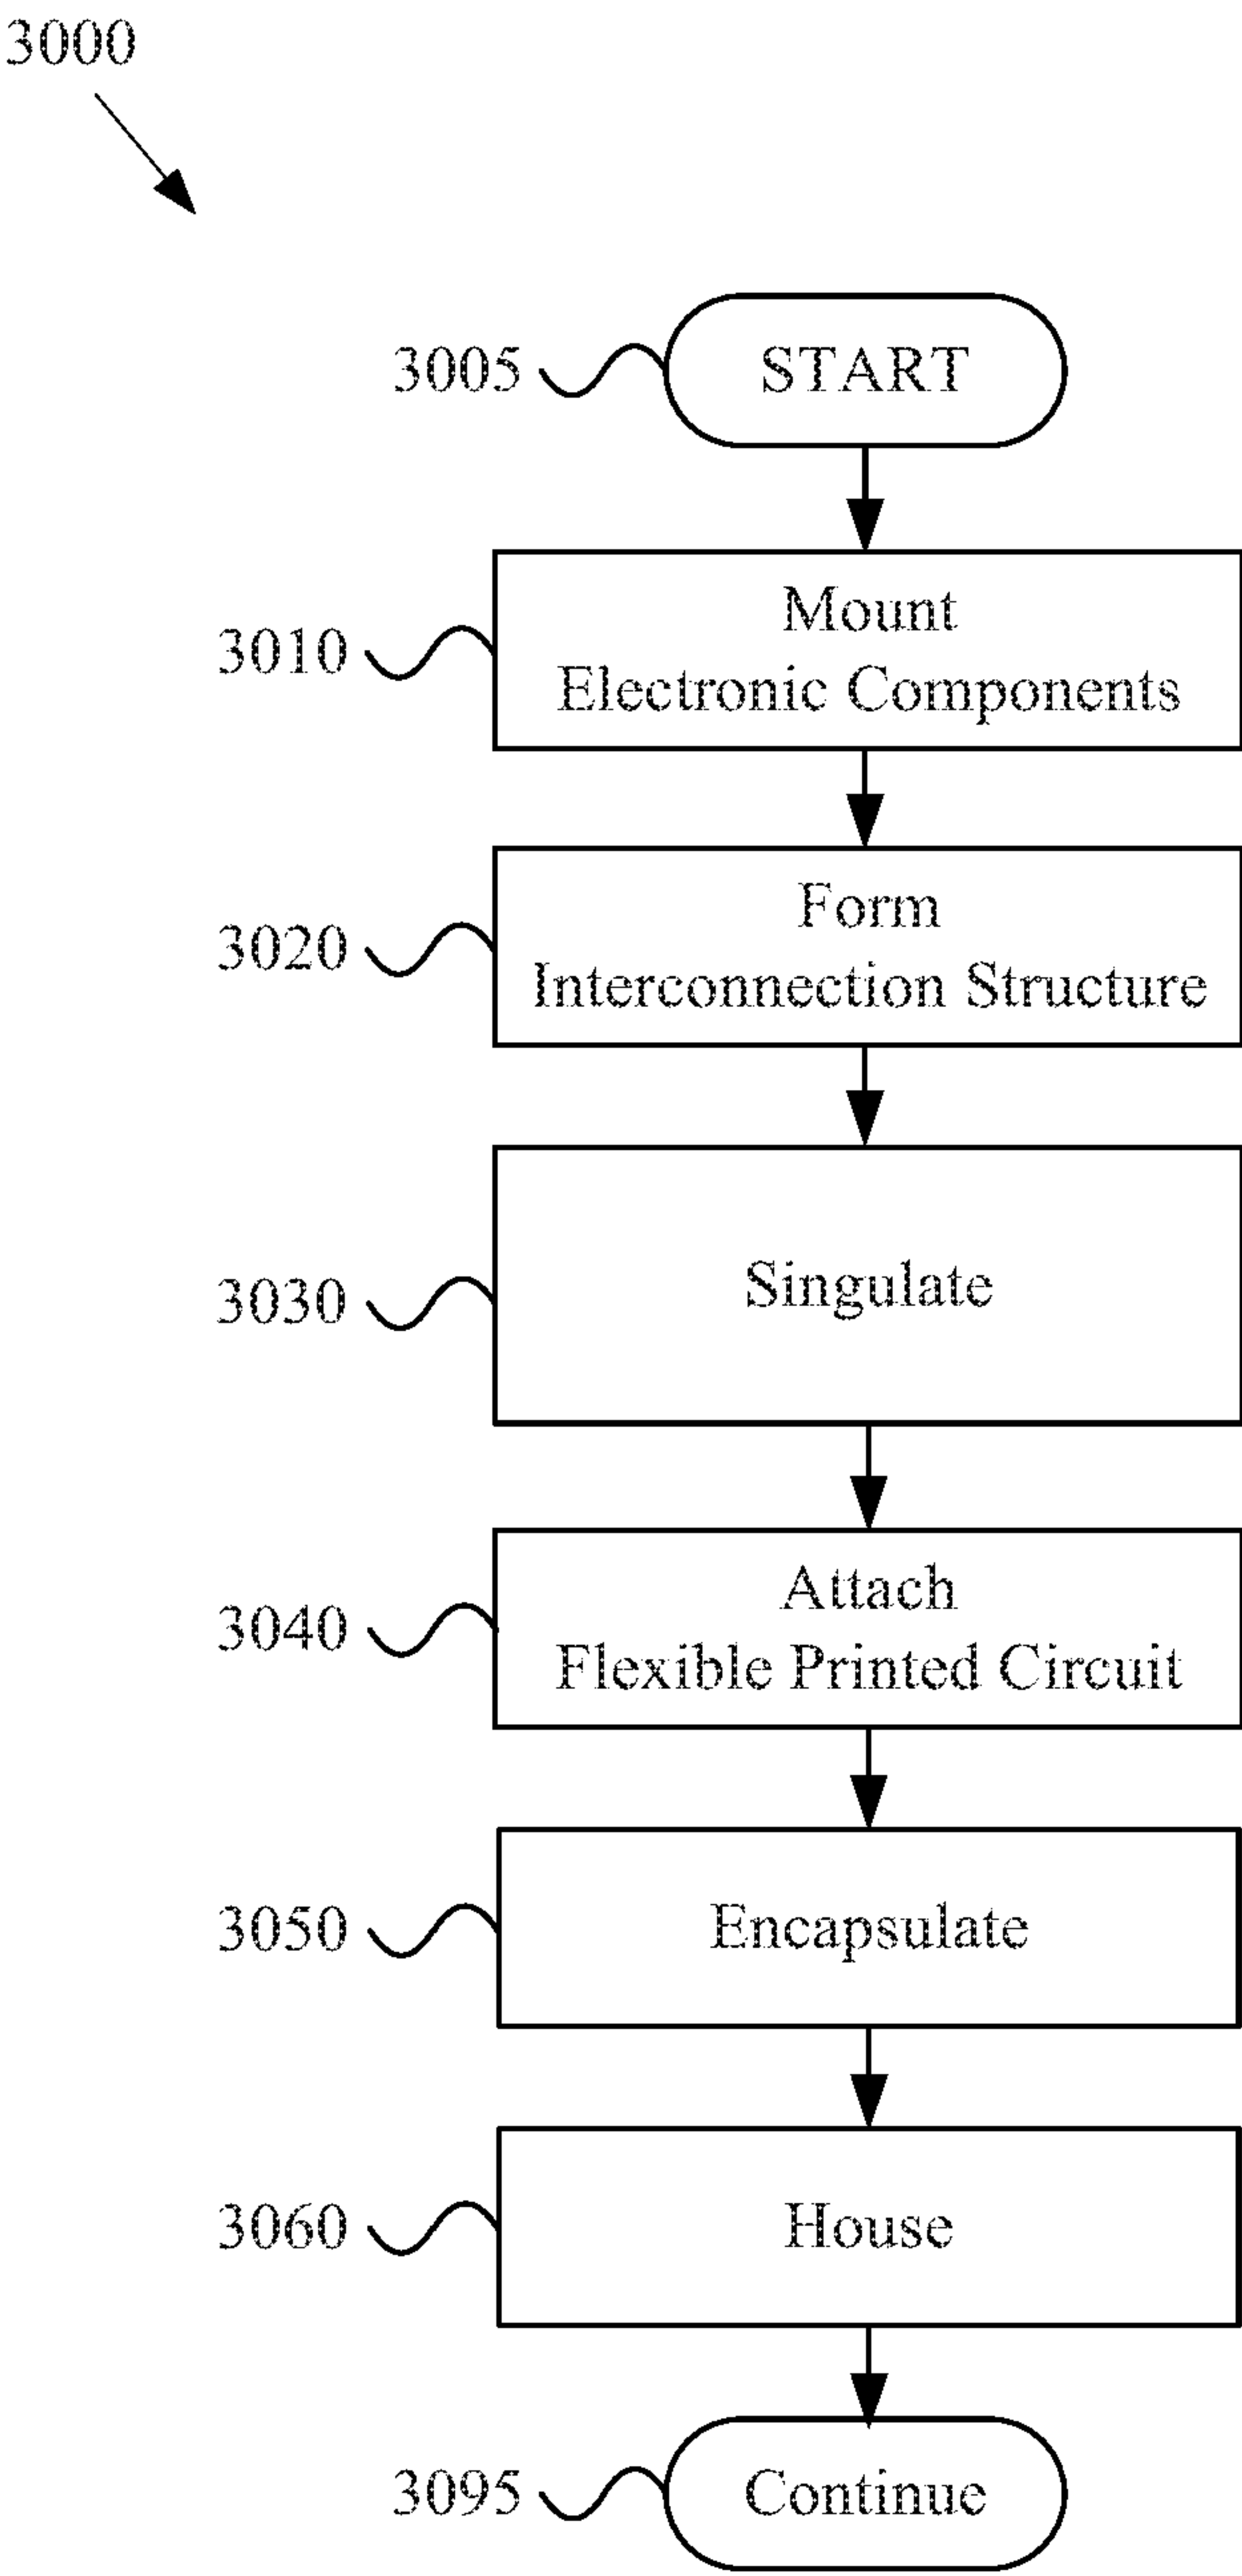 3000
3005
START
3010
Mount
Electronic Components
3020
Form
Interconnection Structure
3030
Singulate
3040
Attach
Flexible Printed Circuit
3050
Encapsulate
3060
House
3095
Continue